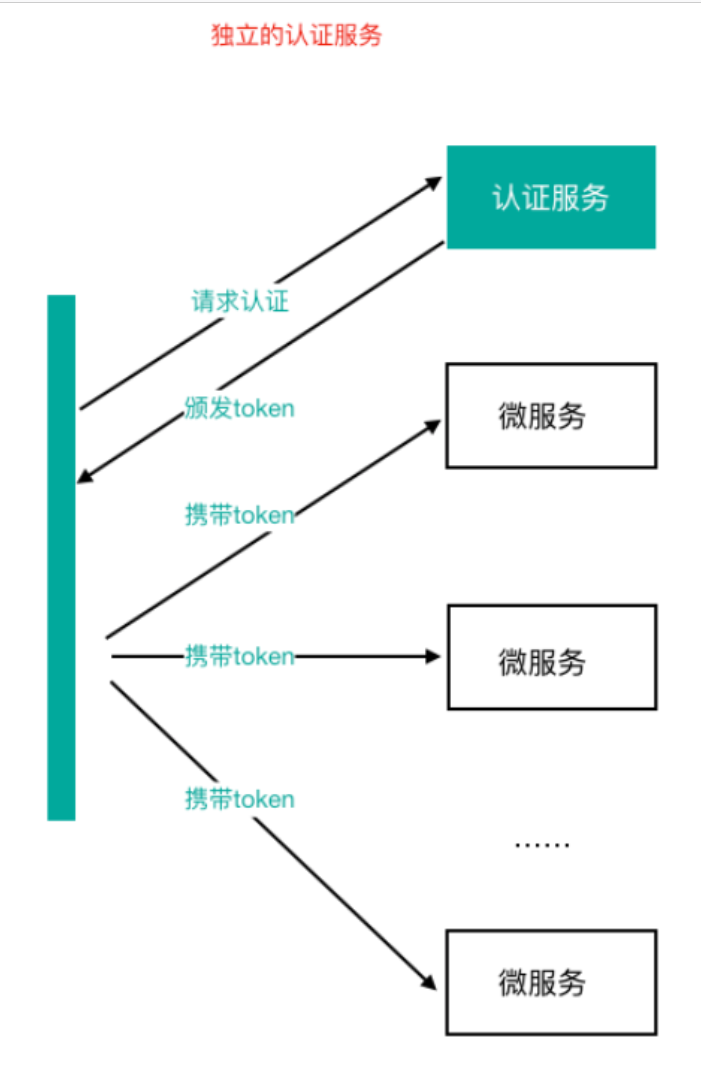 独立的认证服务
认证服务
请求认证
颁发token
微服务
携带token
携带token
微服务
携带token
......
微服务